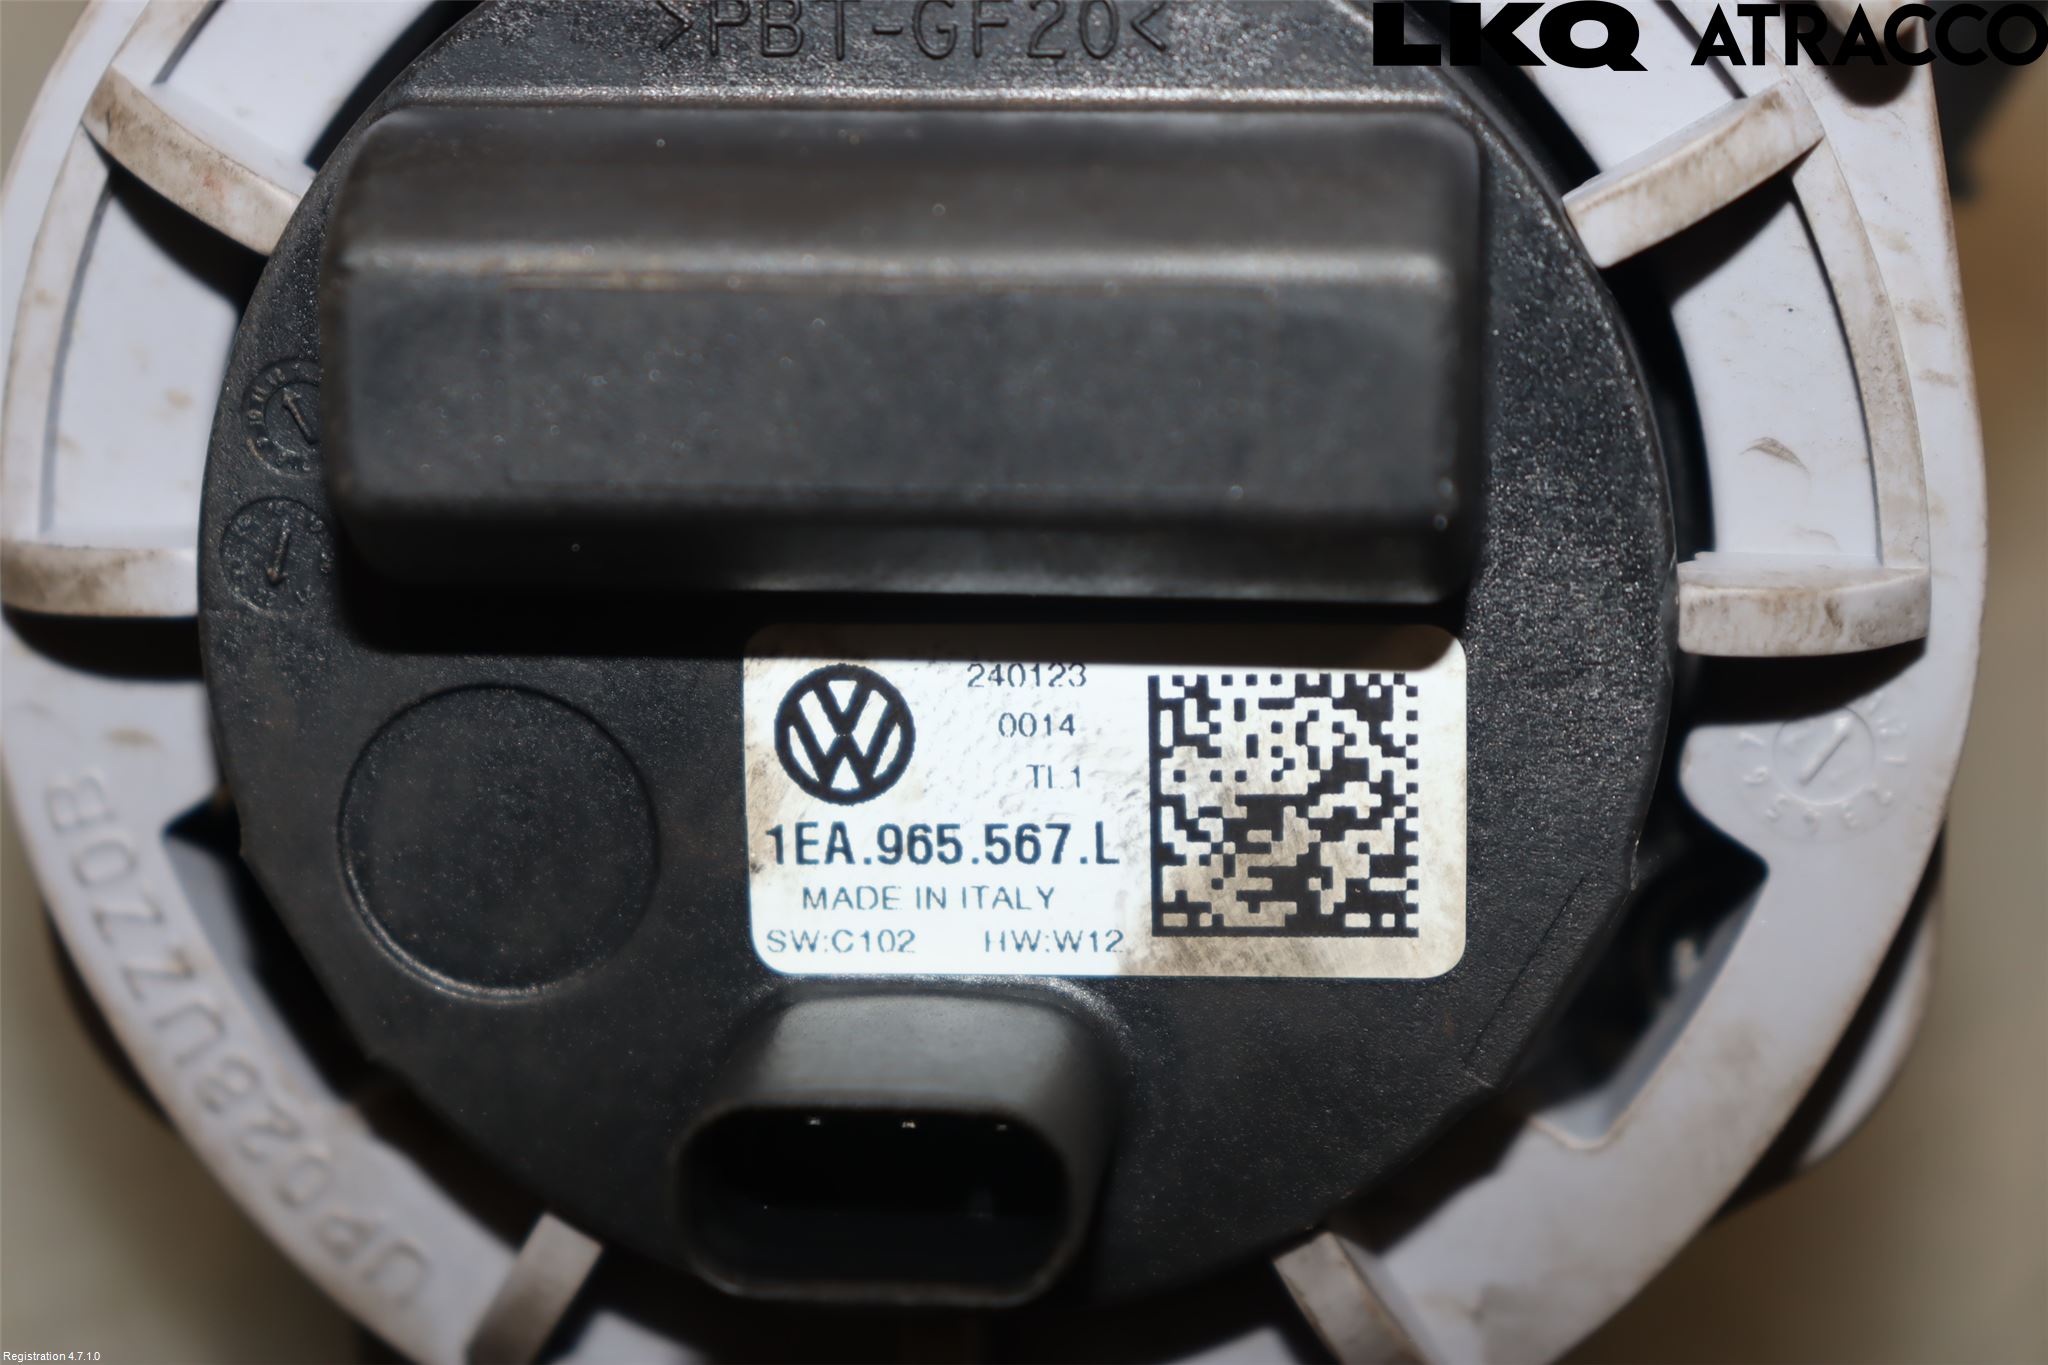 >PBT-GF20<
LKQ ATRACCO
240123
0014
TL1
1EA.965.567.L
MADE IN ITALY
SW:C102 HW:W12
UP028UZZOB
Registration 4.7.1.0